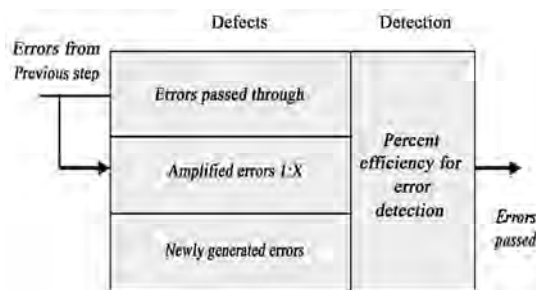 Defects
Detection
Errors from
Previous step
Errors passed through
Amplified errors 1:X
Newly generated errors
Percent
efficiency for
error
detection
Errors
passed